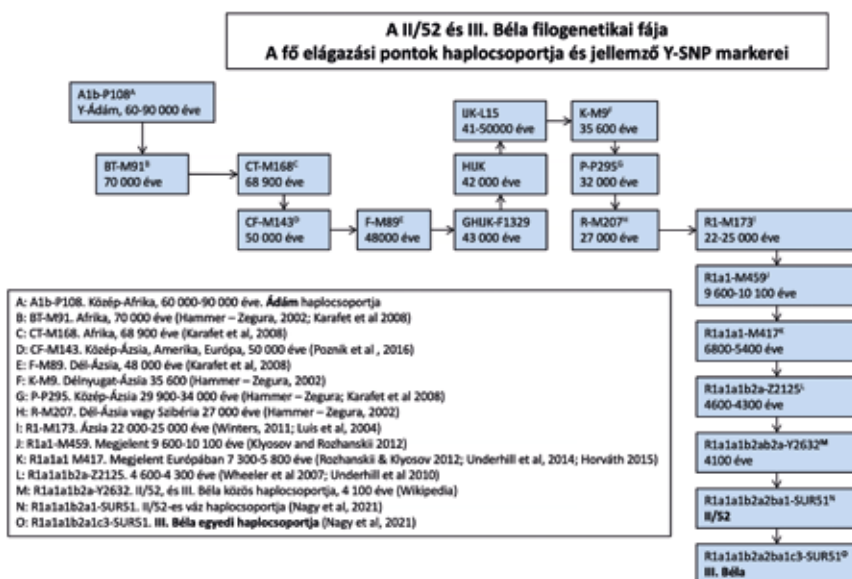 A II/52 és III. Béla filogenetikai fája
A fő elágazási pontok haplocsoportja és jellemző Y-SNP markerei
A1b-P108ᴬ
Y-Ádám, 60-90 000 éve
BT-M91ᴮ
70 000 éve
CT-M168ᶜ
68 900 éve
CF-M143ᴰ
50 000 éve
F-M89ᴱ
48000 éve
GHIJK-F1329
43 000 éve
HIJK
42 000 éve
IJK-L15
41-50000 éve
K-M9ᶠ
35 600 éve
P-P295ᴳ
32 000 éve
R-M207ᴴ
27 000 éve
R1-M173ᴵ
22-25 000 éve
R1a1-M459ᴶ
9 600-10 100 éve
R1a1a1-M417ᴷ
6800-5400 éve
R1a1a1b2a-Z2125ᴸ
4600-4300 éve
R1a1a1b2ab2a-Y2632ᴹ
4100 éve
R1a1a1b2a2ba1-SUR51ᴺ
II/52
R1a1a1b2a2ba1c3-SUR51ᴼ
III. Béla
A: A1b-P108. Közép-Afrika, 60 000-90 000 éve. Ádám haplocsoportja
B: BT-M91. Afrika, 70 000 éve (Hammer – Zegura, 2002; Karafet et al 2008)
C: CT-M168. Afrika, 68 900 éve (Karafet et al, 2008)
D: CF-M143. Közép-Ázsia, Amerika, Európa, 50 000 éve (Poznik et al , 2016)
E: F-M89. Dél-Ázsia, 48 000 éve (Karafet et al, 2008)
F: K-M9. Délnyugat-Ázsia 35 600 (Hammer – Zegura, 2002)
G: P-P295. Közép-Ázsia 29 900-34 000 éve (Hammer – Zegura; Karafet et al 2008)
H: R-M207. Dél-Ázsia vagy Szibéria 27 000 éve (Hammer – Zegura, 2002)
I: R1-M173. Ázsia 22 000-25 000 éve (Winters, 2011; Luis et al, 2004)
J: R1a1-M459. Megjelent 9 600-10 100 éve (Klyosov and Rozhanskii 2012)
K: R1a1a1 M417. Megjelent Európában 7 300-5 800 éve (Rozhanskii & Klyosov 2012; Underhill et al, 2014; Horváth 2015)
L: R1a1a1b2a-Z2125. 4 600-4 300 éve (Wheeler et al 2007; Underhill et al 2010)
M: R1a1a1b2a-Y2632. II/52, és III. Béla közös haplocsoportja, 4 100 éve (Wikipedia)
N: R1a1a1b2a1-SUR51. II/52-es váz haplocsoportja (Nagy et al, 2021)
O: R1a1a1b2a1c3-SUR51. III. Béla egyedi haplocsoportja (Nagy et al, 2021)